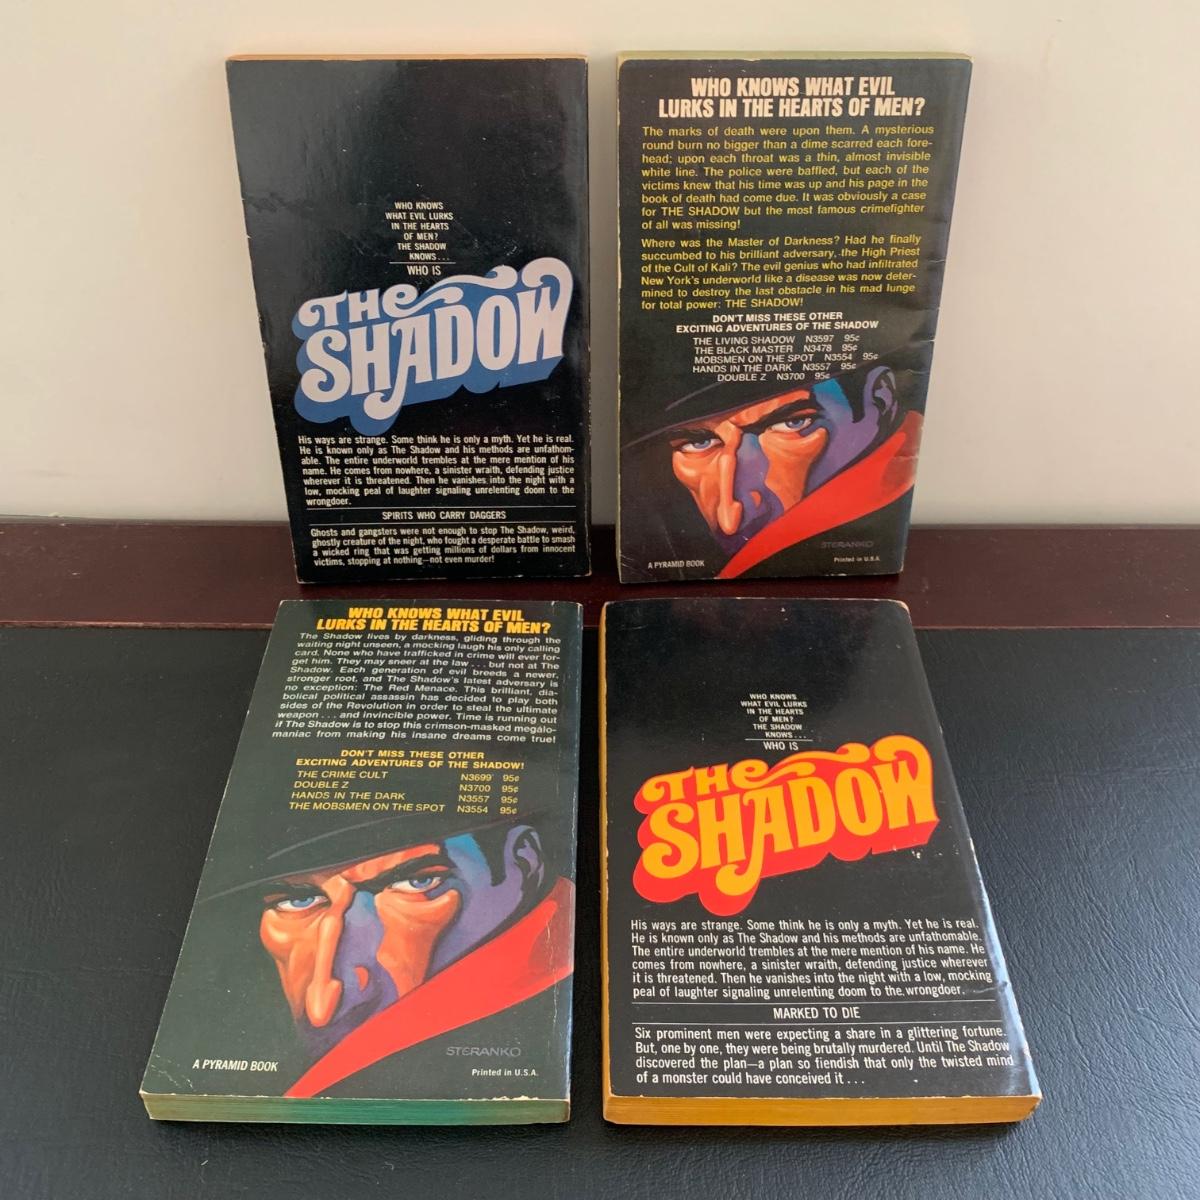 WHO KNOWS
WHAT EVIL LURKS
IN THE HEARTS
OF MEN?
THE SHADOW
KNOWS...
WHO IS
THE
SHADOW
His ways are strange. Some think he is only a myth. Yet he is real.
He is known only as The Shadow and his methods are unfathom-
able. The entire underworld trembles at the mere mention of his
name. He comes from nowhere, a sinister wraith, defending justice
wherever it is threatened. Then he vanishes into the night with a
low, mocking peal of laughter signaling unrelenting doom to the
wrongdoer.
SPIRITS WHO CARRY DAGGERS
Ghosts and gangsters were not enough to stop The Shadow, weird,
ghostly creature of the night, who fought a desperate battle to smash
a wicked ring that was getting millions of dollars from innocent
victims, stopping at nothing—not even murder!
WHO KNOWS WHAT EVIL
LURKS IN THE HEARTS OF MEN?
The marks of death were upon them. A mysterious
round burn no bigger than a dime scarred each fore-
head; upon each throat was a thin, almost invisible
white line. The police were baffled, but each of the
victims knew that his time was up and his page in the
book of death had come due. It was obviously a case
for THE SHADOW but the most famous crimefighter
of all was missing!
Where was the Master of Darkness? Had he finally
succumbed to his brilliant adversary, the High Priest
of the Cult of Kali? The evil genius who had infiltrated
New York's underworld like a disease was now deter-
mined to destroy the last obstacle in his mad lunge
for total power: THE SHADOW!
DON'T MISS THESE OTHER
EXCITING ADVENTURES OF THE SHADOW
THE LIVING SHADOW N3597 95¢
THE BLACK MASTER N3478 95¢
MOBSMEN ON THE SPOT N3554 95¢
HANDS IN THE DARK N3557 95¢
DOUBLE Z N3700 95¢
STERANKO
A PYRAMID BOOK
Printed in U.S.A.
WHO KNOWS WHAT EVIL
LURKS IN THE HEARTS OF MEN?
The Shadow lives by darkness, gliding through the
waiting night unseen, a mocking laugh his only calling
card. None who have trafficked in crime will ever for-
get him. They may sneer at the law ... but not at The
Shadow. Each generation of evil breeds a newer,
stronger root, and The Shadow's latest adversary is
no exception: The Red Menace. This brilliant, dia-
bolical political assassin has decided to play both
sides of the Revolution in order to steal the ultimate
weapon ... and invincible power. Time is running out
if The Shadow is to stop this crimson-masked megalo-
maniac from making his insane dreams come true!
DON'T MISS THESE OTHER
EXCITING ADVENTURES OF THE SHADOW!
THE CRIME CULT N3699 95¢
DOUBLE Z N3700 95¢
HANDS IN THE DARK N3557 95¢
THE MOBSMEN ON THE SPOT N3554 95¢
STERANKO
A PYRAMID BOOK
Printed in U.S.A.
WHO KNOWS
WHAT EVIL LURKS
IN THE HEARTS
OF MEN?
THE SHADOW
KNOWS...
WHO IS
THE
SHADOW
His ways are strange. Some think he is only a myth. Yet he is real.
He is known only as The Shadow and his methods are unfathomable.
The entire underworld trembles at the mere mention of his name. He
comes from nowhere, a sinister wraith, defending justice wherever
it is threatened. Then he vanishes into the night with a low, mocking
peal of laughter signaling unrelenting doom to the wrongdoer.
MARKED TO DIE
Six prominent men were expecting a share in a glittering fortune.
But, one by one, they were being brutally murdered. Until The Shadow
discovered the plan—a plan so fiendish that only the twisted mind
of a monster could have conceived it ...